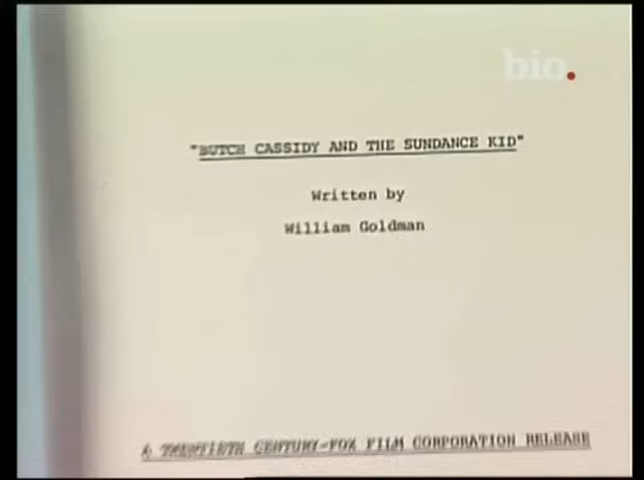 bio.
"BUTCH CASSIDY AND THE SUNDANCE KID"
Written by
William Goldman
A TWENTIETH CENTURY-FOX FILM CORPORATION RELEASE